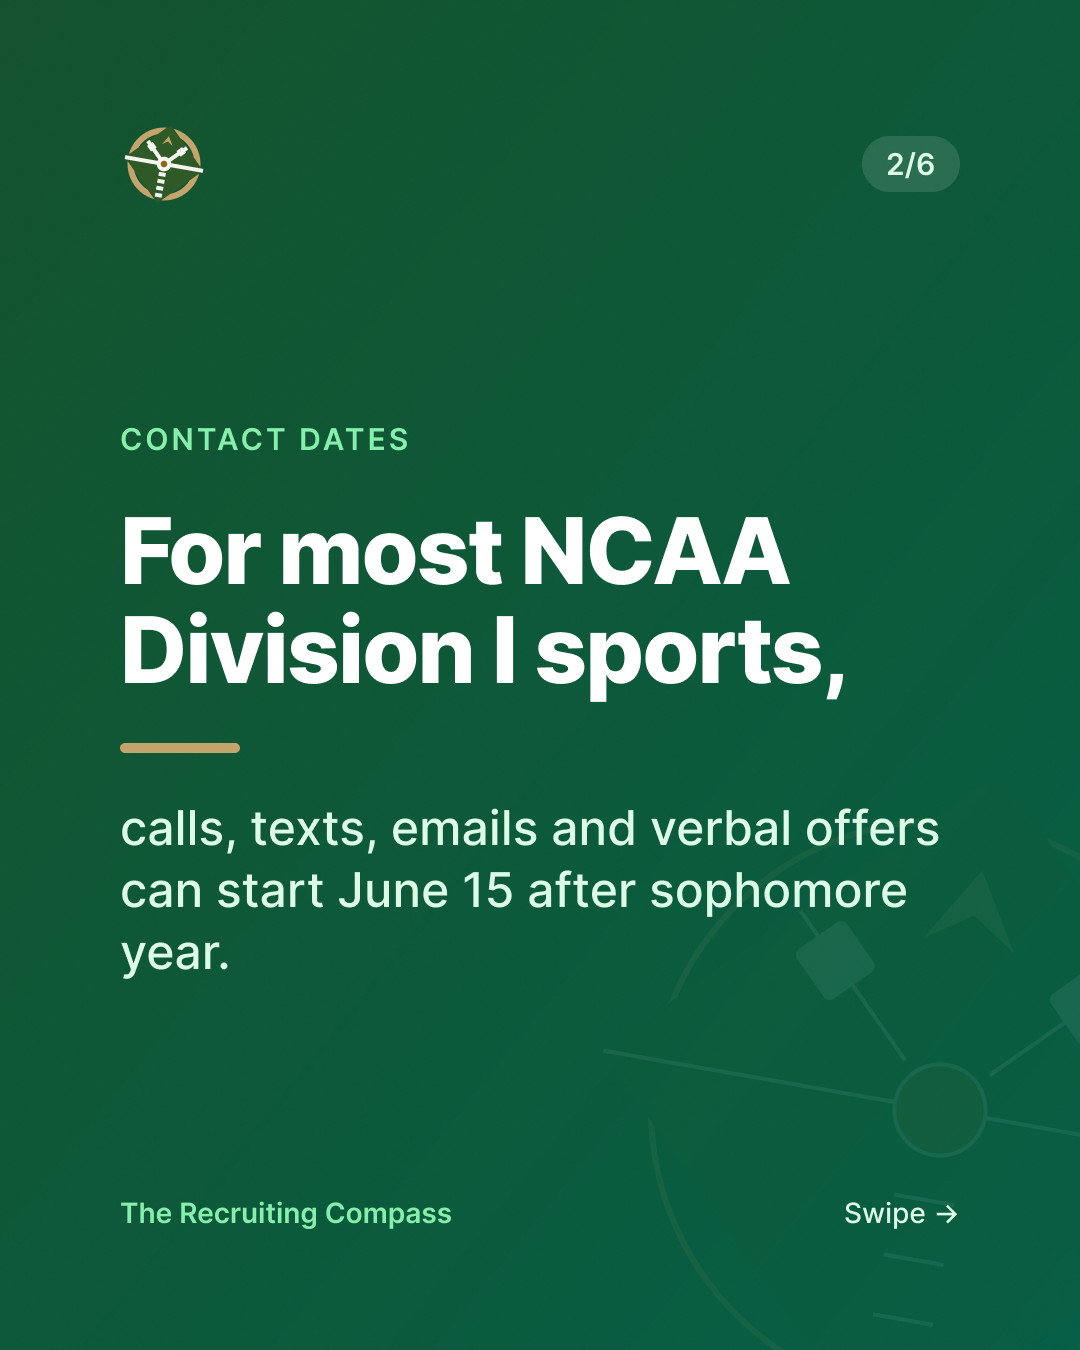 2/6
CONTACT DATES
For most NCAA
Division I sports,
calls, texts, emails and verbal offers
can start June 15 after sophomore
year.
The Recruiting Compass
Swipe →